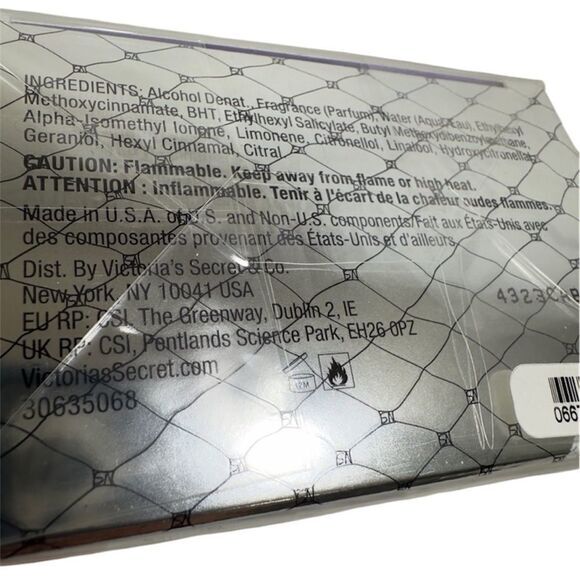 INGREDIENTS: Alcohol Denat., Fragrance (Parfum), Water (Aqua, Eau), Ethylhexyl
Methoxycinnamate, BHT, Ethylhexyl Salicylate, Butyl Methoxydibenzoylmethane,
Alpha-Isomethyl Ionone, Limonene, Citronellol, Linalool, Hydroxycitronellal,
Geraniol, Hexyl Cinnamal, Citral
CAUTION: Flammable. Keep away from flame or high heat.
ATTENTION : Inflammable. Tenir à l'écart de la chaleur ou des flammes.
Made in U.S.A. of U.S. and Non-U.S. Components/Fait aux États-Unis avec
des composantes provenant des États-Unis et d'ailleurs.
Dist. By Victoria's Secret & Co.
New York, NY 10041 USA
4323
EU RP: CSI, The Greenway, Dublin 2, IE
UK RP: CSI, Pentlands Science Park, EH26 0PZ
VictoriasSecret.com
12M
30635068
066